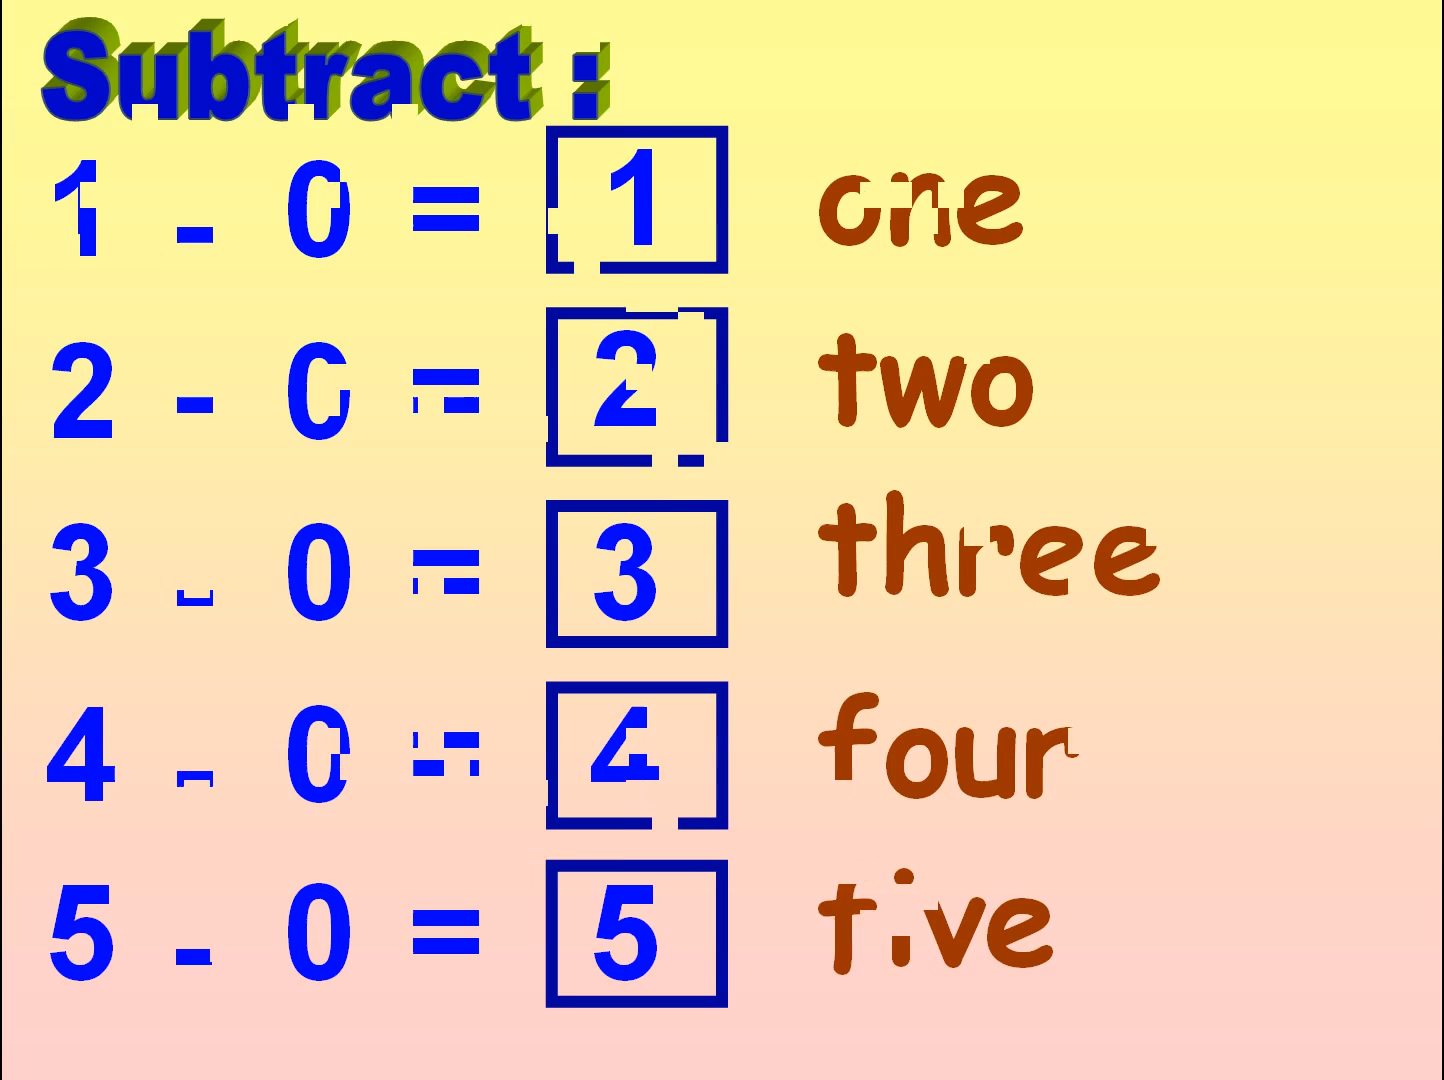 Subtract :
1 - 0 = 1 one
2 - 0 = 2 two
3 - 0 = 3 three
4 - 0 = 4 four
5 - 0 = 5 five